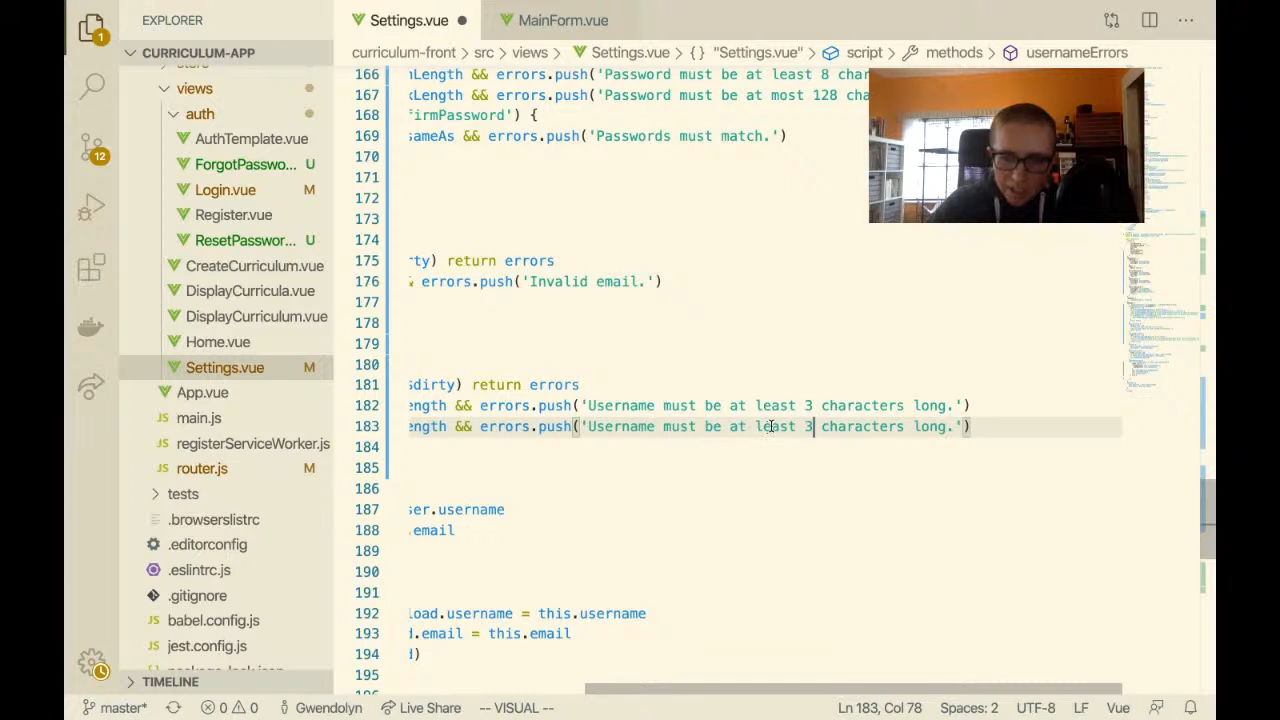 EXPLORER
Settings.vue
MainForm.vue
CURRICULUM-APP
curriculum-front > src > views > Settings.vue > {} "Settings.vue" > script > methods > usernameErrors
views
auth
AuthTemplate.vue
ForgotPasswo... U
Login.vue M
Register.vue
ResetPasswor... U
CreateCurriculum.vue
DisplayCurricula.vue
DisplayCurriculum.vue
Home.vue
Settings.vue M
App.vue
main.js
registerServiceWorker.js
router.js M
tests
.browserslistrc
.editorconfig
.eslintrc.js
.gitignore
babel.config.js
jest.config.js
TIMELINE
166 nLength && errors.push('Password must be at least 8 char
167 xLength && errors.push('Password must be at most 128 cha
168 firmPassword') {
169 sameAs && errors.push('Passwords must match.')
170
171
172
173
174
175 rty) return errors
176 & errors.push('Invalid email.')
177
178
179
180
181 sdirty) return errors
182 ength && errors.push('Username must be at least 3 characters long.')
183 ength && errors.push('Username must be at least 3 characters long.')
184
185
186
187 ser.username
188 .email
189
190
191
192 load.username = this.username
193 d.email = this.email
194 d)
195
1
12
master* 0 0 Gwendolyn Live Share -- VISUAL -- Ln 183, Col 78 Spaces: 2 UTF-8 LF Vue